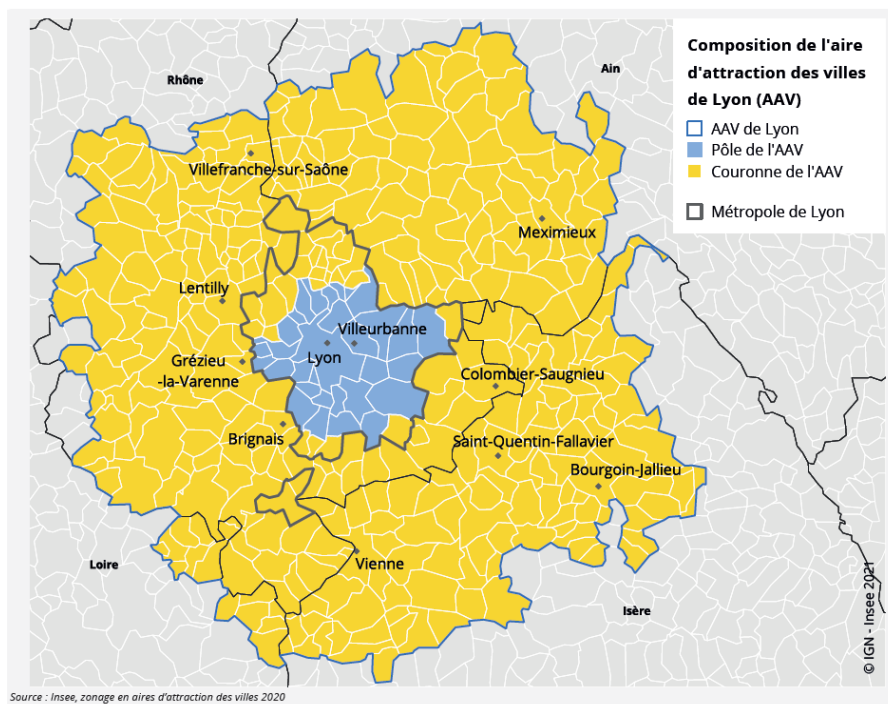 Composition de l'aire
d'attraction des villes
de Lyon (AAV)
AAV de Lyon
Pôle de l'AAV
Couronne de l'AAV
Métropole de Lyon
Rhône
Ain
Villefranche-sur-Saône
Meximieux
Lentilly
Villeurbanne
Lyon
Grézieu
-la-Varenne
Colombier-Saugnieu
Brignais
Saint-Quentin-Fallavier
Bourgoin-Jallieu
Loire
Vienne
Isère
© IGN - Insee 2021
Source : Insee, zonage en aires d'attraction des villes 2020